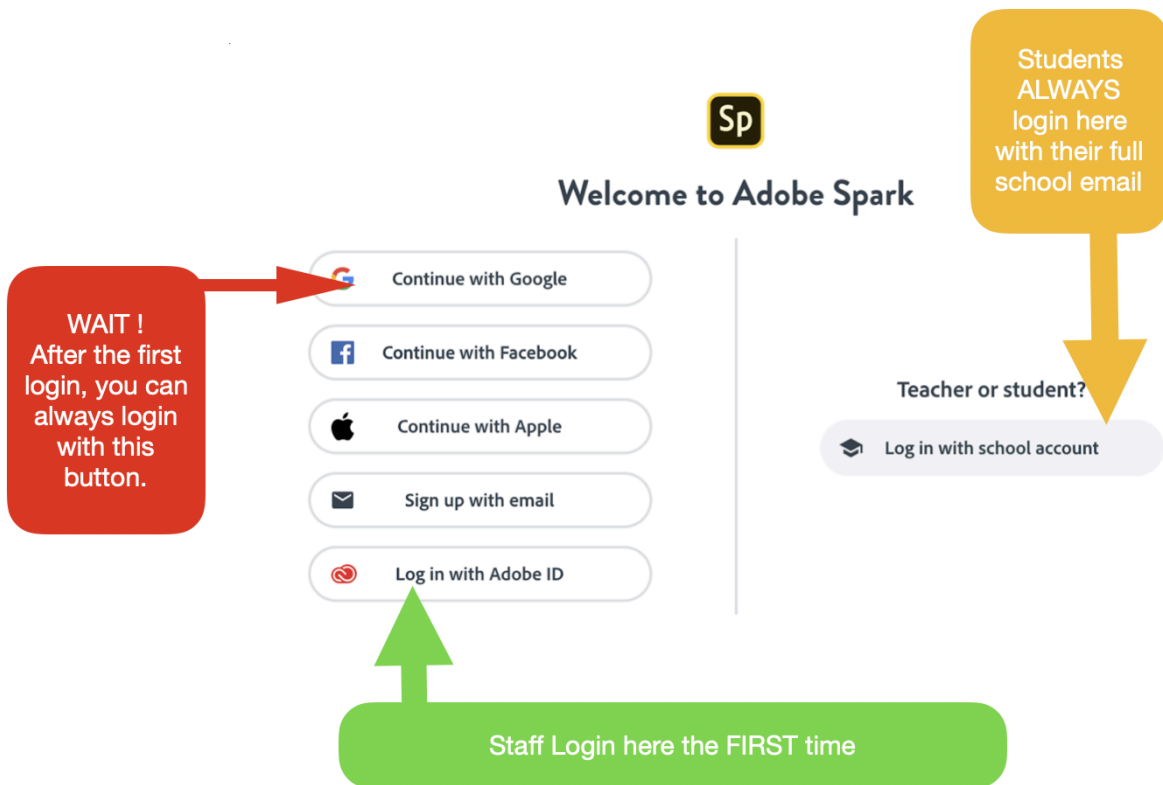 Sp
Welcome to Adobe Spark
Students
ALWAYS
login here
with their full
school email
WAIT !
After the first
login, you can
always login
with this
button.
Continue with Google
Continue with Facebook
Continue with Apple
Sign up with email
Log in with Adobe ID
Teacher or student?
Log in with school account
Staff Login here the FIRST time